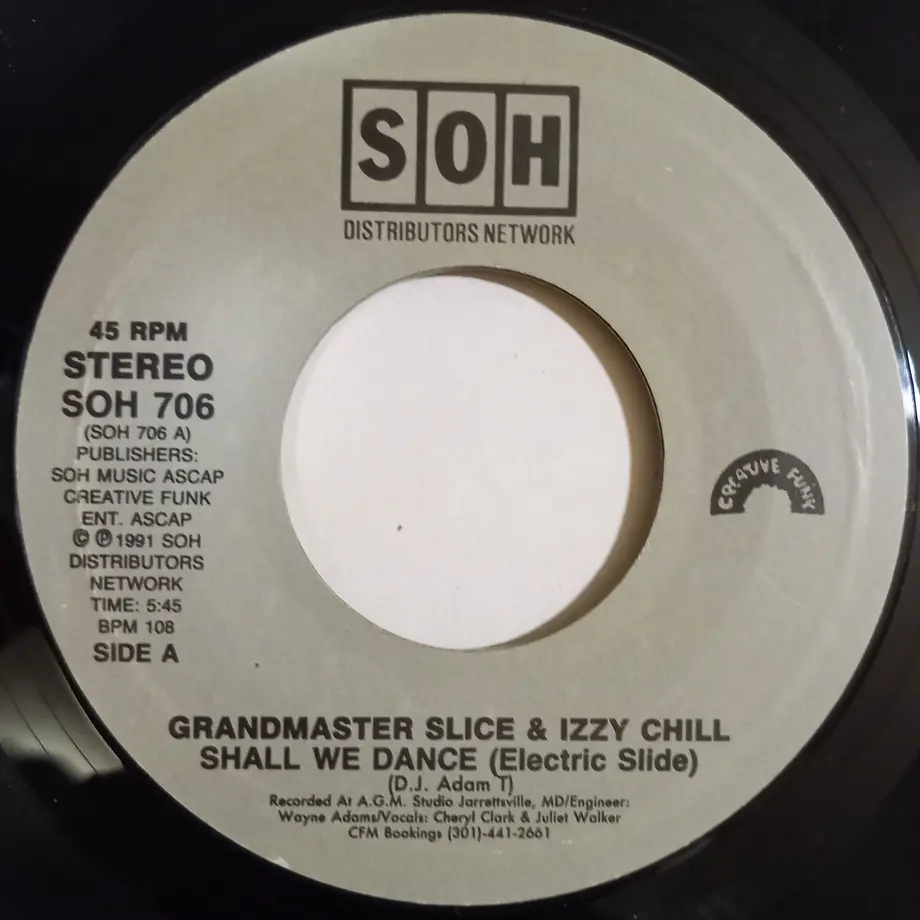 SOH
DISTRIBUTORS NETWORK
45 RPM
STEREO
SOH 706
(SOH 706 A)
PUBLISHERS:
SOH MUSIC ASCAP
CREATIVE FUNK
ENT. ASCAP
© ℗ 1991 SOH
DISTRIBUTORS
NETWORK
TIME: 5:45
BPM 108
SIDE A
CREATIVE FUNK
GRANDMASTER SLICE & IZZY CHILL
SHALL WE DANCE (Electric Slide)
(D.J. Adam T)
Recorded At A.G.M. Studio Jarrettsville, MD/Engineer:
Wayne Adams/Vocals: Cheryl Clark & Juliet Walker
CFM Bookings (301)-441-2661